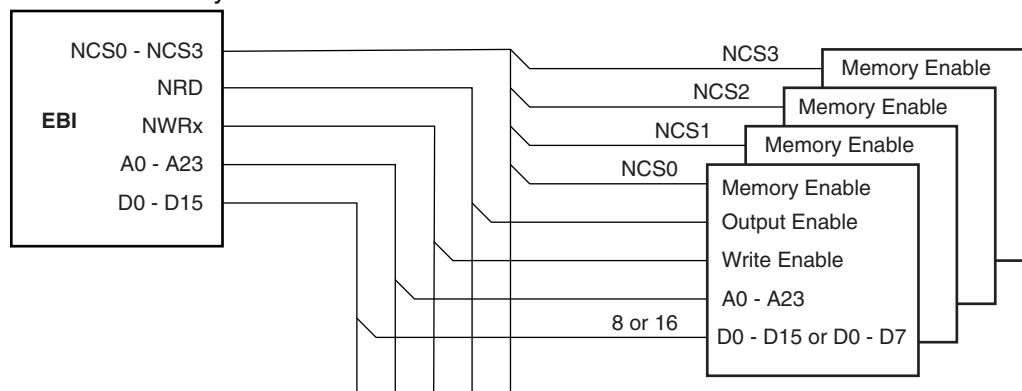 NCS0 - NCS3
NRD
EBI
NWRx
A0 - A23
D0 - D15
NCS3
Memory Enable
NCS2
Memory Enable
NCS1
Memory Enable
NCS0
Memory Enable
Output Enable
Write Enable
A0 - A23
8 or 16
D0 - D15 or D0 - D7